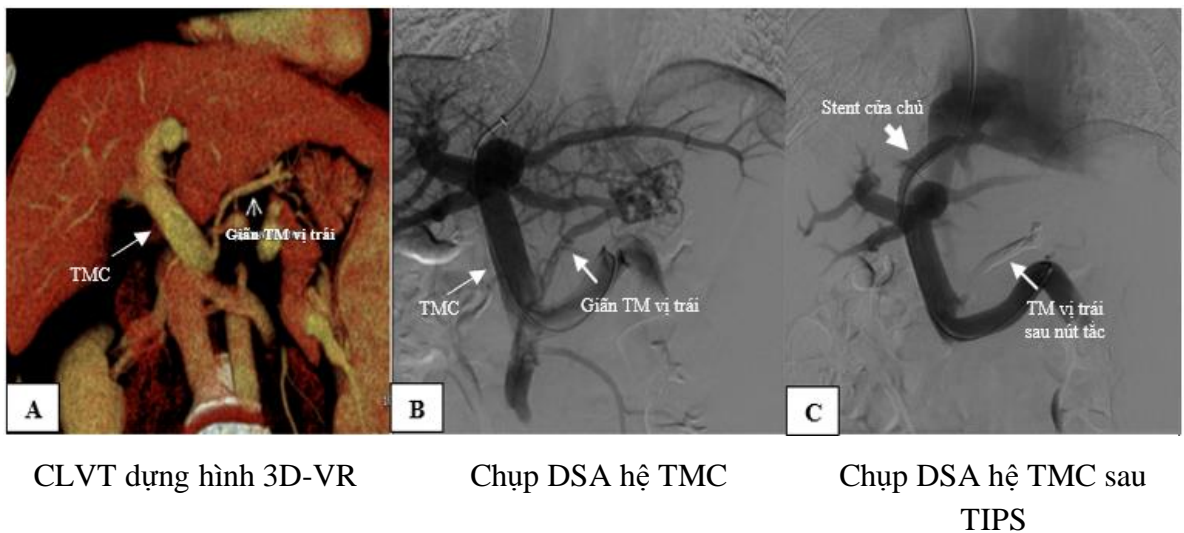 Giãn TM vị trái
TMC
A
TMC
Giãn TM vị trái
B
Stent cửa chủ
TM vị trái
sau nút tắc
C
CLVT dựng hình 3D-VR
Chụp DSA hệ TMC
Chụp DSA hệ TMC sau
TIPS